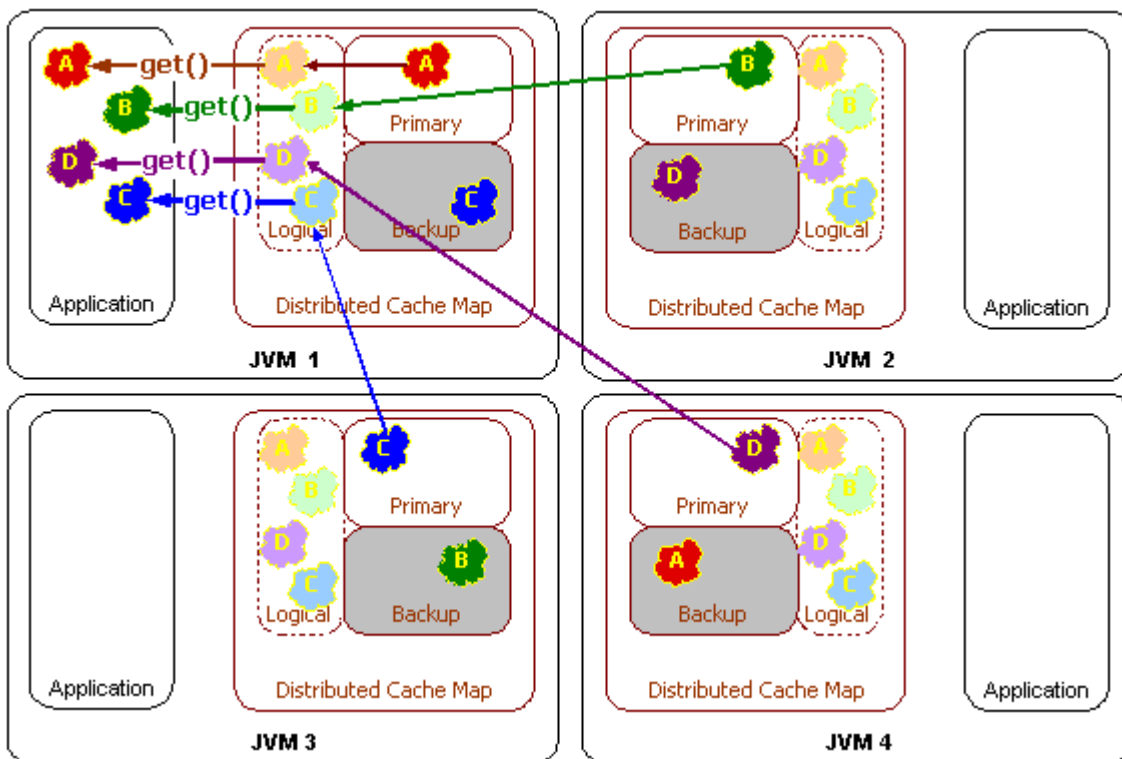 A get() A A
B get() B
Primary
D get() D
C get() C C
Logical Backup
Application
Distributed Cache Map
JVM 1
B A
B
Primary
D D
C
Backup Logical
Application
Distributed Cache Map
JVM 2
A C
B
Primary
D B
C
Logical Backup
Application
Distributed Cache Map
JVM 3
D A
B
Primary
A D
C
Backup Logical
Application
Distributed Cache Map
JVM 4